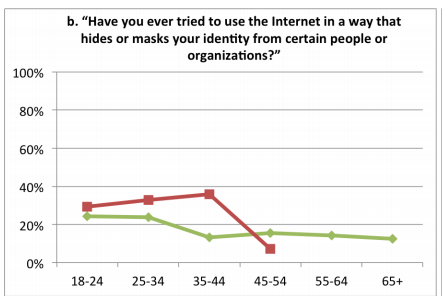 b. “Have you ever tried to use the Internet in a way that
hides or masks your identity from certain people or
organizations?”
100%
80%
60%
40%
20%
0%
18-24 25-34 35-44 45-54 55-64 65+